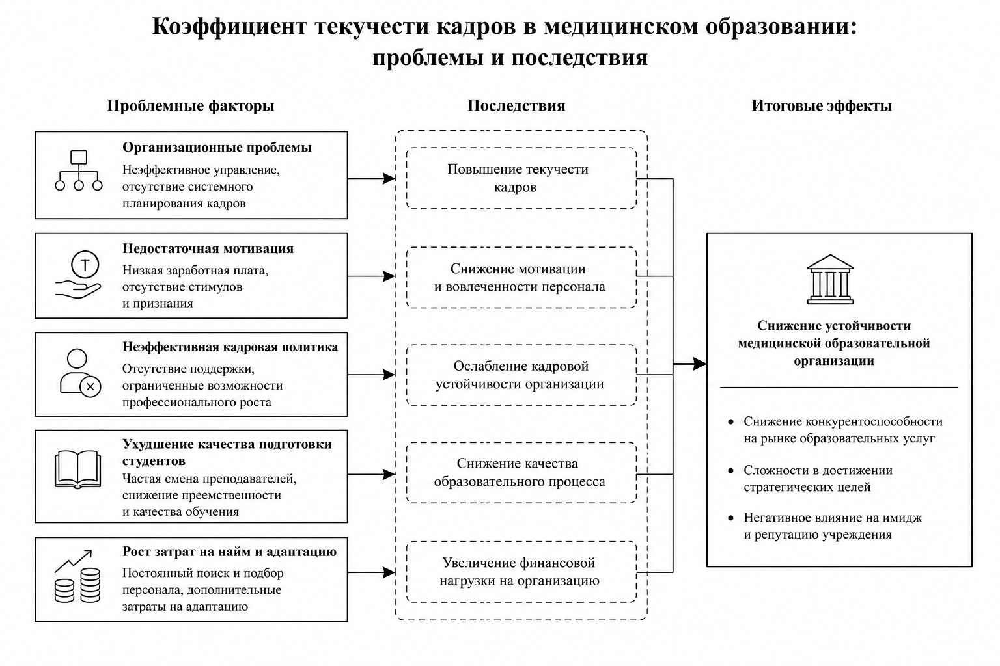 Коэффициент текучести кадров в медицинском образовании:
проблемы и последствия
Проблемные факторы
Организационные проблемы
Неэффективное управление,
отсутствие системного
планирования кадров
Недостаточная мотивация
Т
Низкая заработная плата,
отсутствие стимулов
и признания
Неэффективная кадровая политика
Отсутствие поддержки,
ограниченные возможности
профессионального роста
Ухудшение качества подготовки
студентов
Частая смена преподавателей,
снижение преемственности
и качества обучения
Рост затрат на найм и адаптацию
Постоянный поиск и подбор
персонала, дополнительные
затраты на адаптацию
Последствия
Повышение текучести
кадров
Снижение мотивации
и вовлеченности персонала
Ослабление кадровой
устойчивости организации
Снижение качества
образовательного процесса
Увеличение финансовой
нагрузки на организацию
Итоговые эффекты
Снижение устойчивости
медицинской образовательной
организации
• Снижение конкурентоспособности
на рынке образовательных услуг
• Сложности в достижении
стратегических целей
• Негативное влияние на имидж
и репутацию учреждения